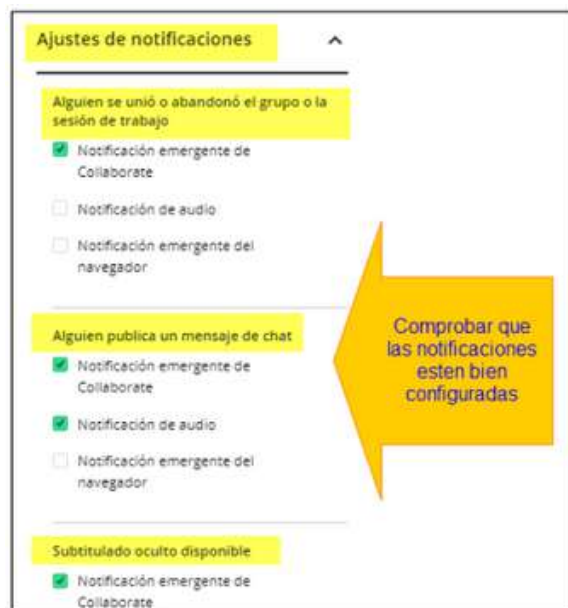 Ajustes de notificaciones
Alguien se unió o abandonó el grupo o la
sesión de trabajo
Notificación emergente de
Collaborate
Notificación de audio
Notificación emergente del
navegador
Alguien publica un mensaje de chat
Notificación emergente de
Collaborate
Notificación de audio
Notificación emergente del
navegador
Comprobar que
las notificaciones
esten bien
configuradas
Subtitulado oculto disponible
Notificación emergente de
Collaborate